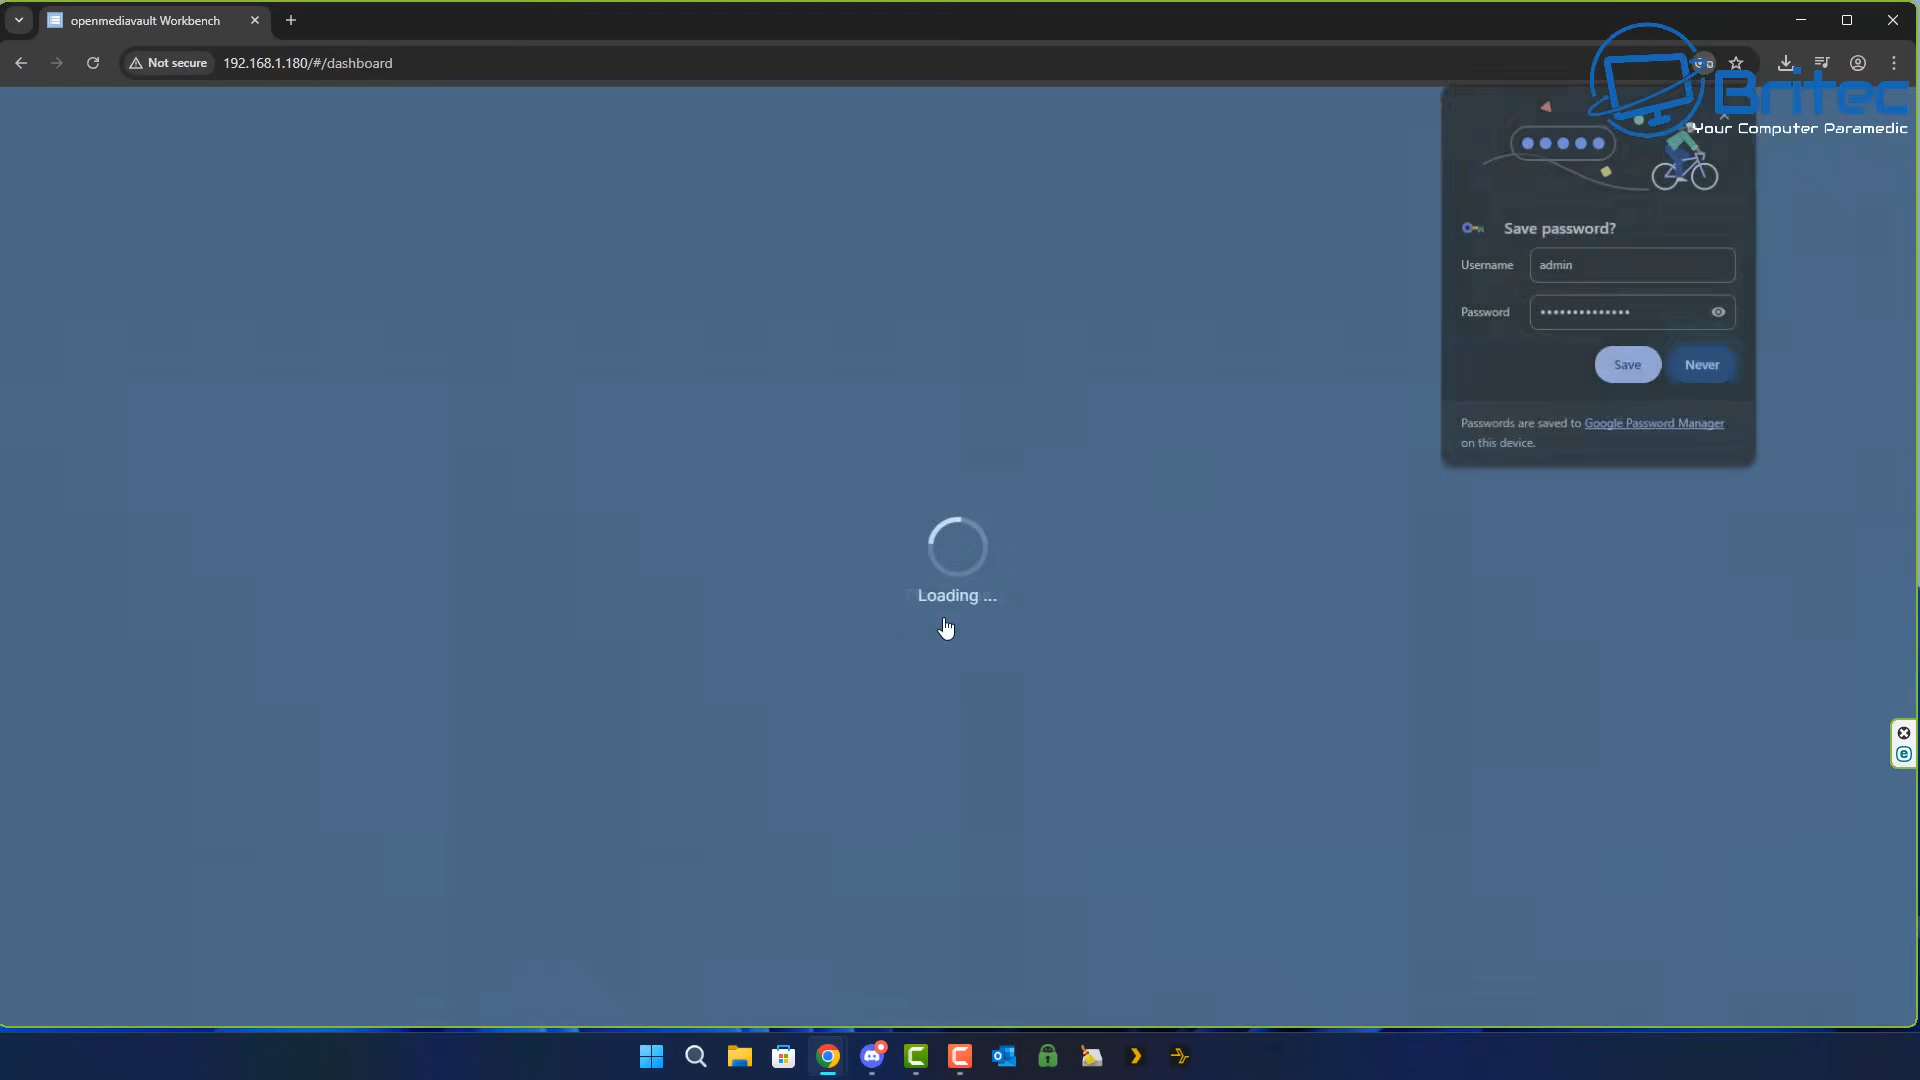 openmediavault Workbench
Not secure
192.168.1.180/#/dashboard
Britec
Your Computer Paramedic
Save password?
Username
admin
Password
Save
Never
Passwords are saved to Google Password Manager
on this device.
Loading ...